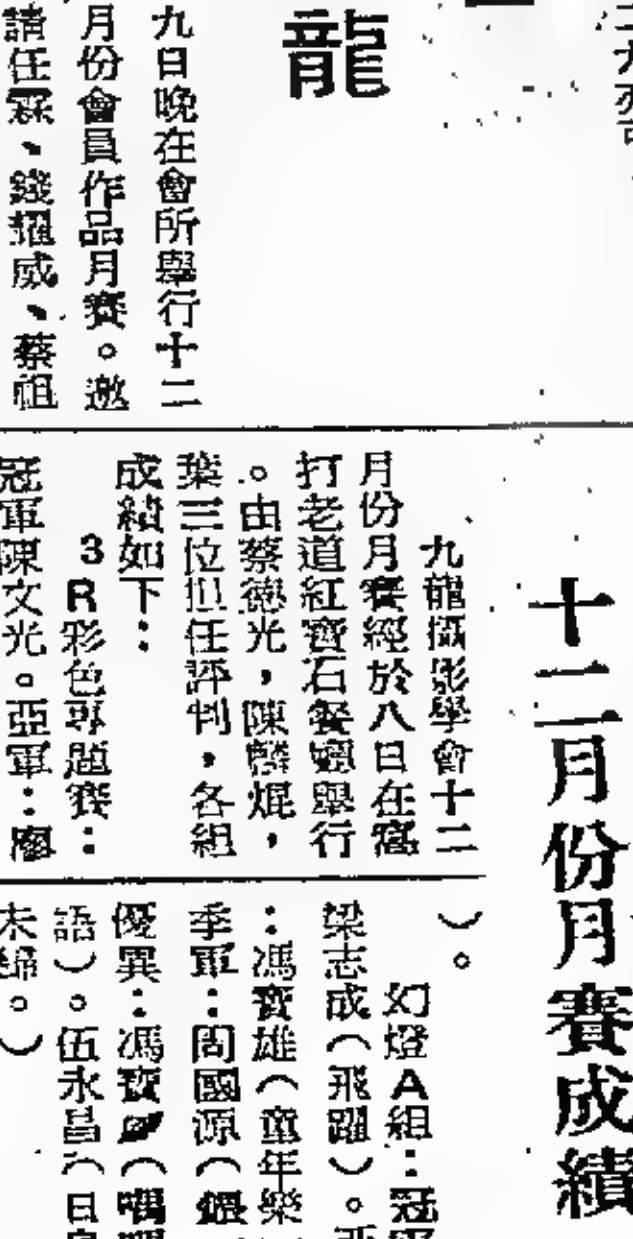 龍
九日晚在會所舉行十二
月份會員作品月賽。邀
請任霖、錢耀威、蔡祖
十二月份月賽成績
九龍攝影學會十二
月份月賽經於八日在窩
打老道紅寶石餐廳舉行
。由蔡德光,陳麟焜,
葉三位担任評判,各組
成績如下:
3R彩色專題賽:
冠軍陳文光。亞軍:廖
)。
幻燈A組:冠軍
梁志成(飛躍)。亞
:馮寶雄(童年樂
季軍:周國源(
優異:馮寶
語)。伍永昌(日
未歸。)